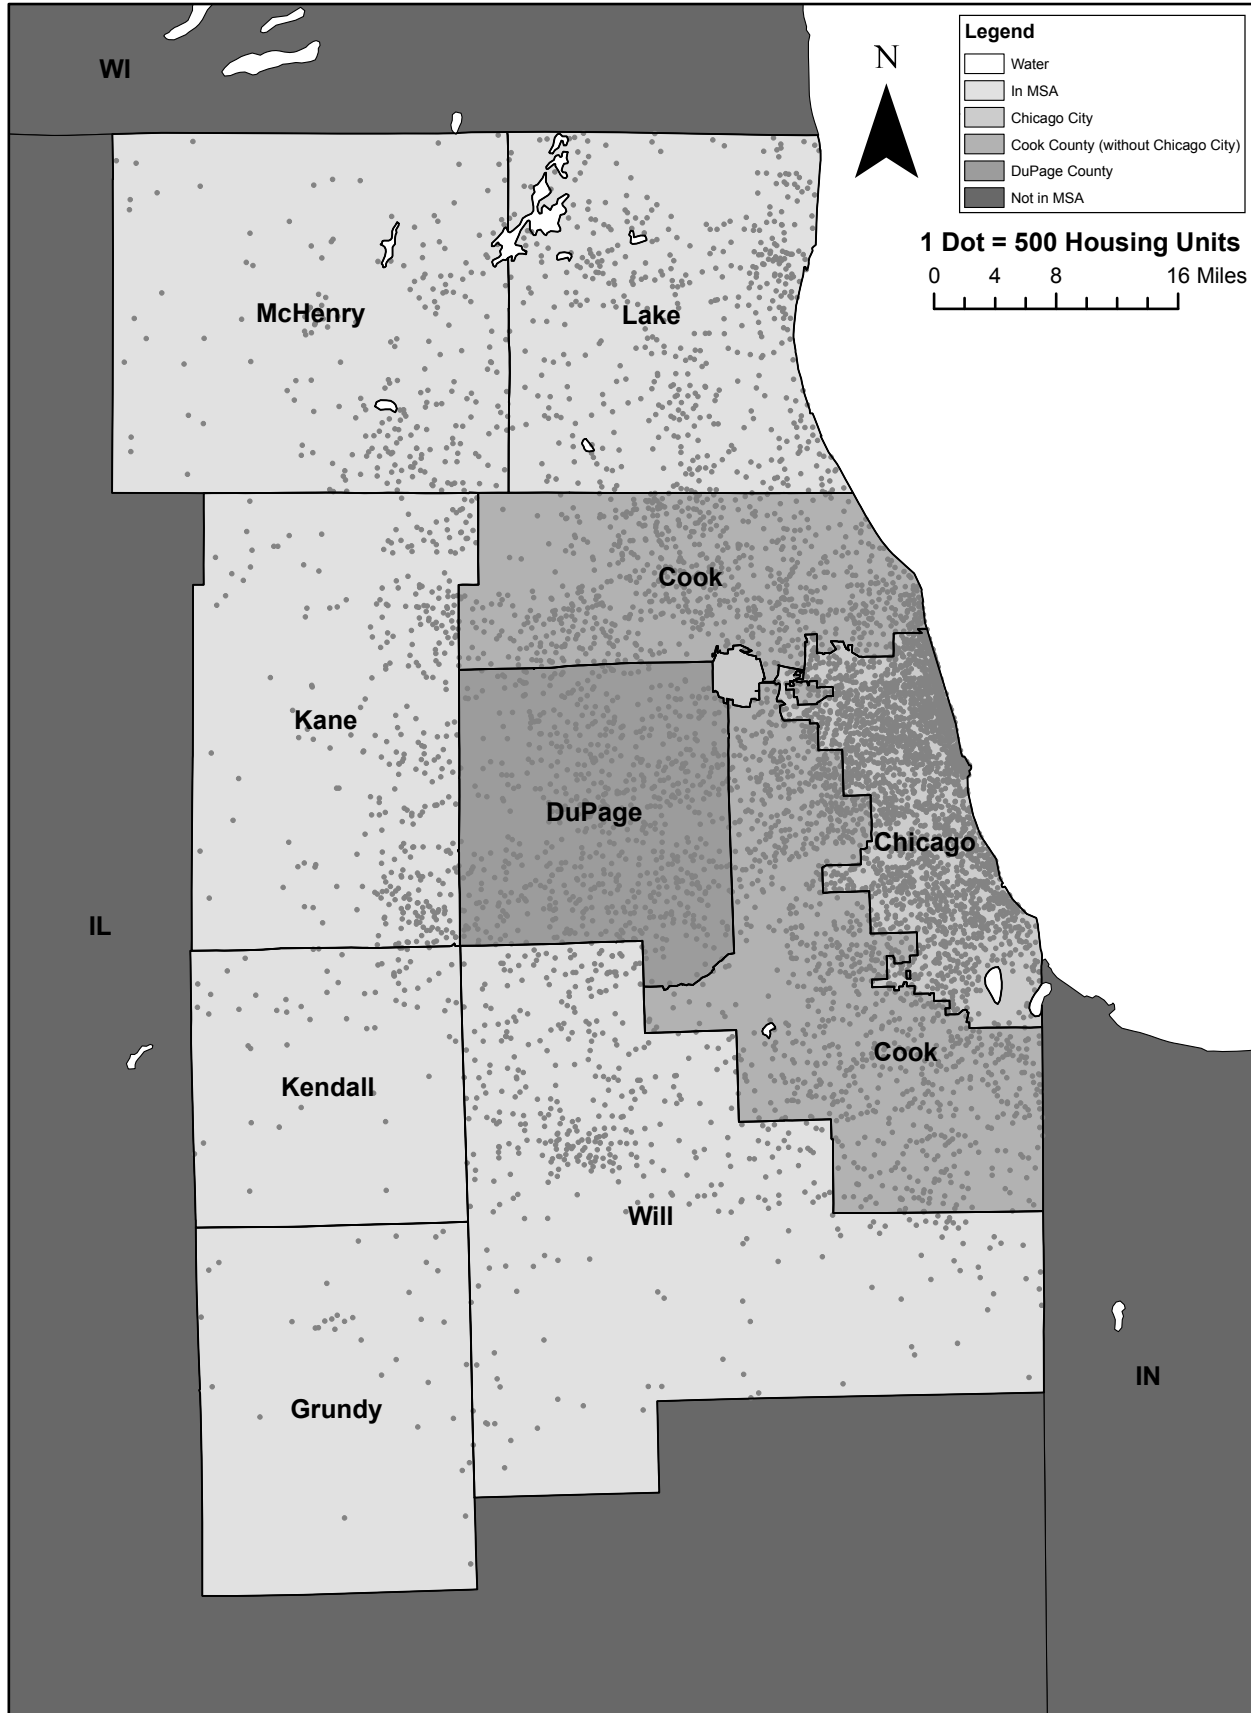 WI
Legend
N
Water
In MSA
Chicago City
Cook County (without Chicago City)
DuPage County
Not in MSA
1 Dot = 500 Housing Units
0 4 8 16 Miles
McHenry
Lake
Cook
Kane
DuPage
Chicago
IL
Cook
Kendall
Will
IN
Grundy